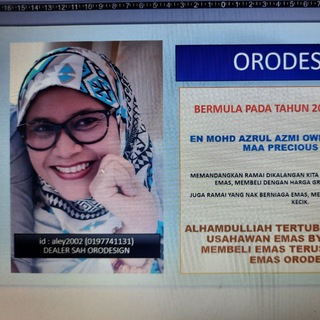 ORODES
BERMULA PADA TAHUN 20
EN MOHD AZRUL AZMI OW
MAA PRECIOUS
MEMANDANGKAN RAMAI DIKALANGAN KITA
EMAS, MEMBELI DENGAN HARGA GR
JUGA RAMAI YANG NAK BERNIAGA EMAS, ME
KECIK.
ALHAMDULLIAH TERTUB
USAHAWAN EMAS BY
MEMBELI EMAS TERUS
EMAS ORODE
id : aley2002 (0197741131)
DEALER SAH ORODESIGN